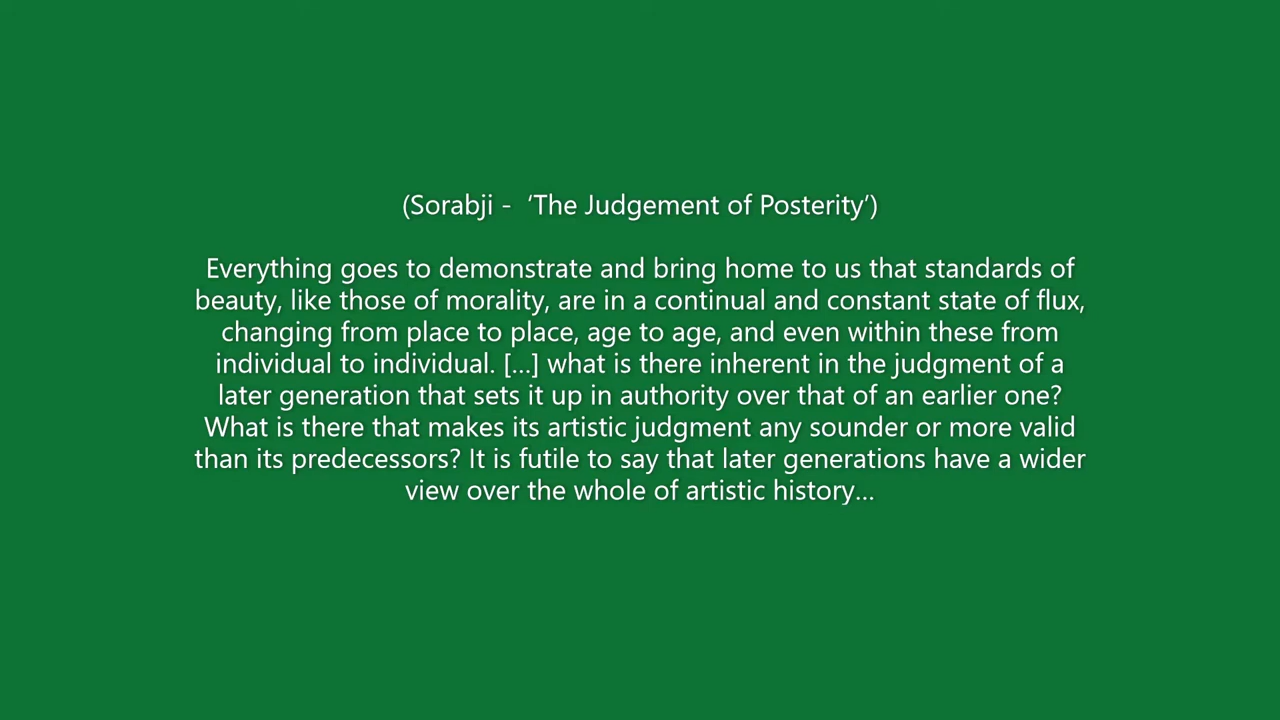 (Sorabji -  ‘The Judgement of Posterity’)
Everything goes to demonstrate and bring home to us that standards of
beauty, like those of morality, are in a continual and constant state of flux,
changing from place to place, age to age, and even within these from
individual to individual. [...] what is there inherent in the judgment of a
later generation that sets it up in authority over that of an earlier one?
What is there that makes its artistic judgment any sounder or more valid
than its predecessors? It is futile to say that later generations have a wider
view over the whole of artistic history...